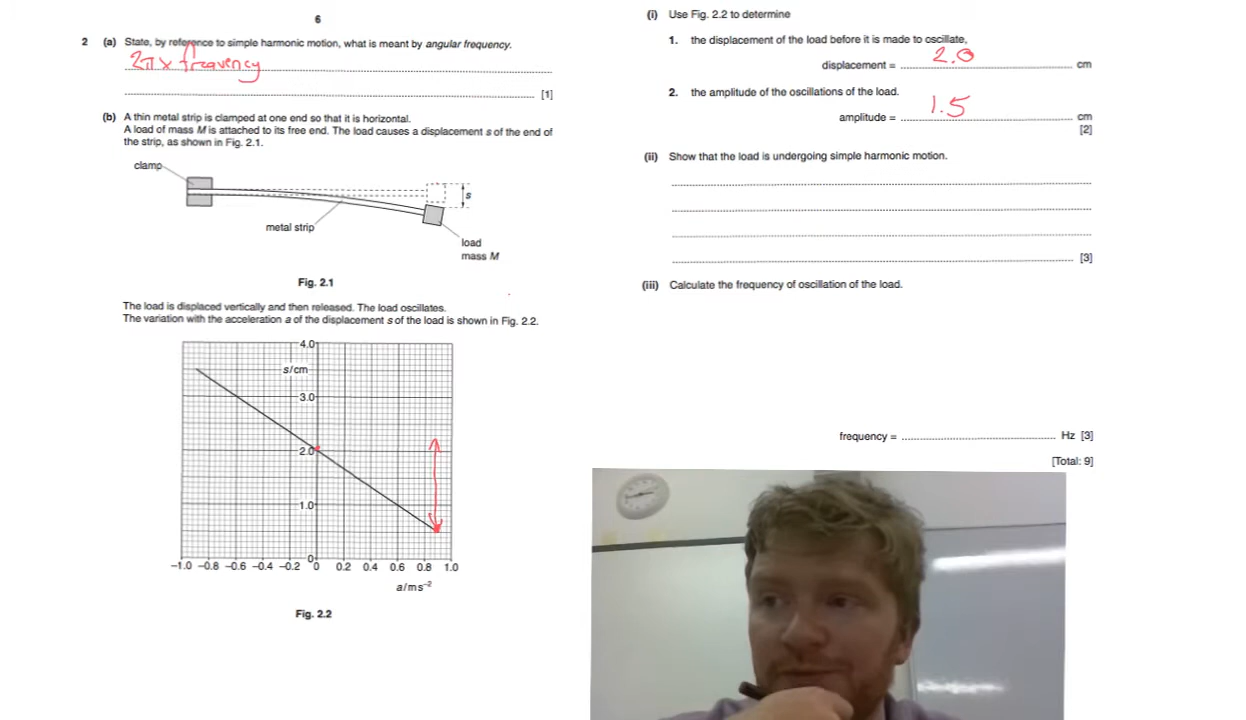 6
2 (a) State, by reference to simple harmonic motion, what is meant by angular frequency.
2π x frequency
[1]
(b) A thin metal strip is clamped at one end so that it is horizontal.
A load of mass M is attached to its free end. The load causes a displacement s of the end of
the strip, as shown in Fig. 2.1.
clamp
s
metal strip
load
mass M
Fig. 2.1
The load is displaced vertically and then released. The load oscillates.
The variation with the acceleration a of the displacement s of the load is shown in Fig. 2.2.
4.0
s/cm
3.0
2.0
1.0
0
–1.0 –0.8 –0.6 –0.4 –0.2 0 0.2 0.4 0.6 0.8 1.0
a/ms⁻²
Fig. 2.2
(i) Use Fig. 2.2 to determine
1. the displacement of the load before it is made to oscillate,
displacement = 2.0 cm
2. the amplitude of the oscillations of the load.
amplitude = 1.5 cm
[2]
(ii) Show that the load is undergoing simple harmonic motion.
[3]
(iii) Calculate the frequency of oscillation of the load.
frequency = Hz [3]
[Total: 9]